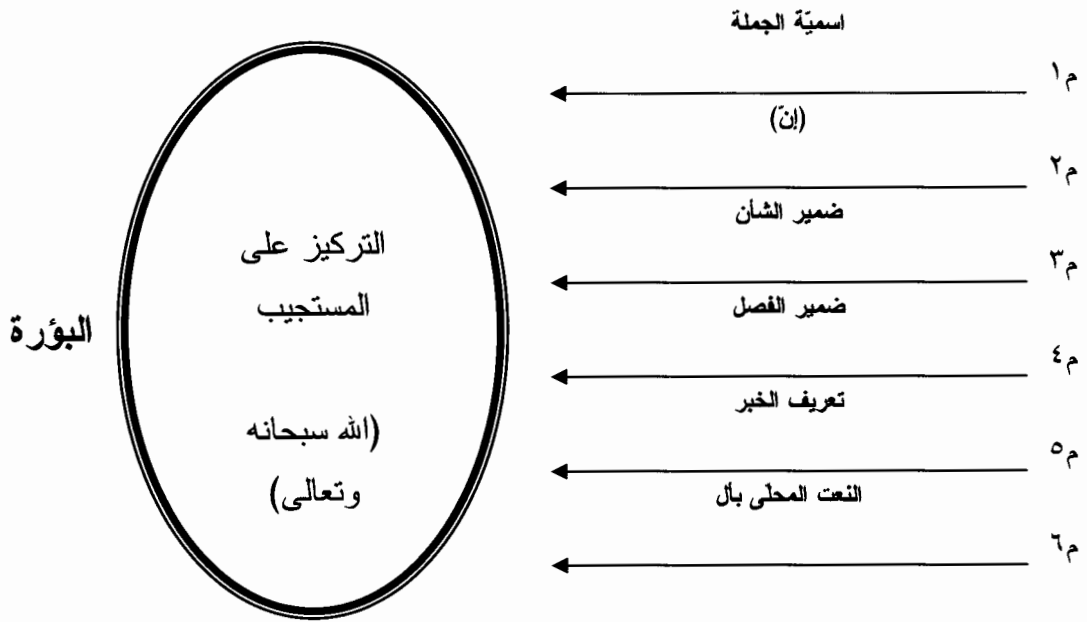 اسميّة الجملة
م١
(إنّ)
م٢
ضمير الشأن
م٣
ضمير الفصل
م٤
تعريف الخبر
م٥
النعت المحلّى بأل
م٦
التركيز على
المستجيب
(الله سبحانه
وتعالى)
البؤرة